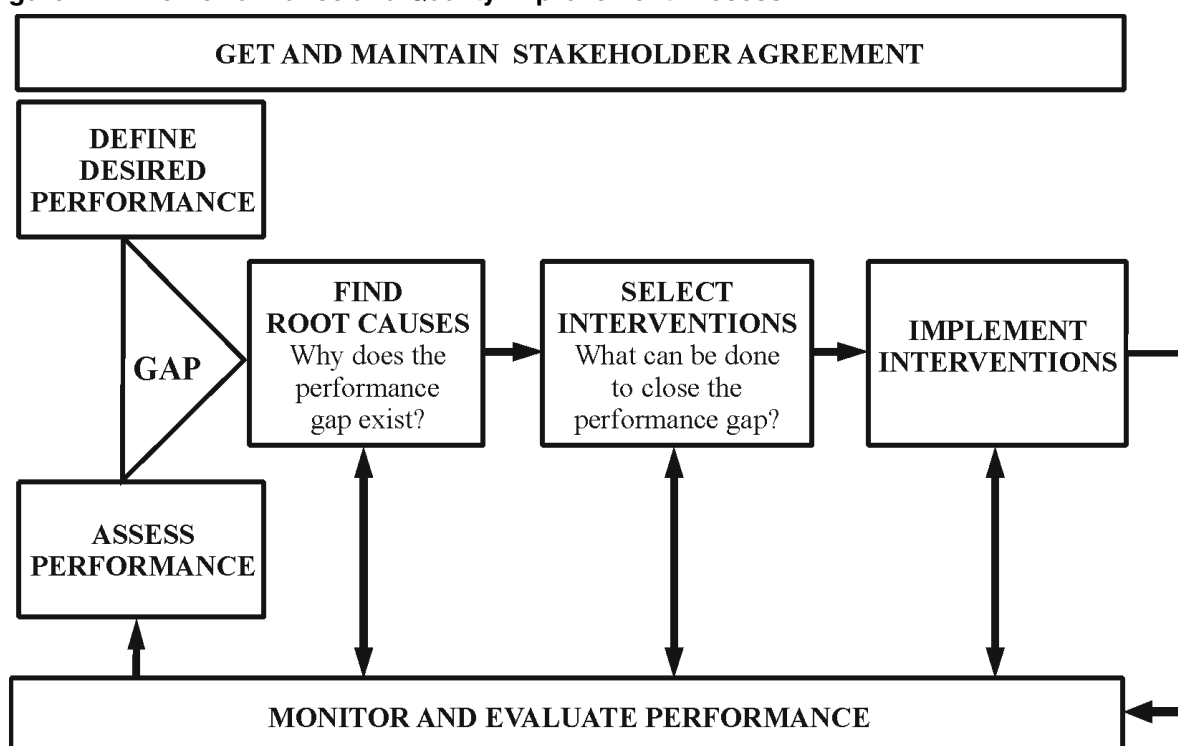 GET AND MAINTAIN STAKEHOLDER AGREEMENT
DEFINE
DESIRED
PERFORMANCE
GAP
ASSESS
PERFORMANCE
FIND
ROOT CAUSES
Why does the
performance
gap exist?
SELECT
INTERVENTIONS
What can be done
to close the
performance gap?
IMPLEMENT
INTERVENTIONS
MONITOR AND EVALUATE PERFORMANCE